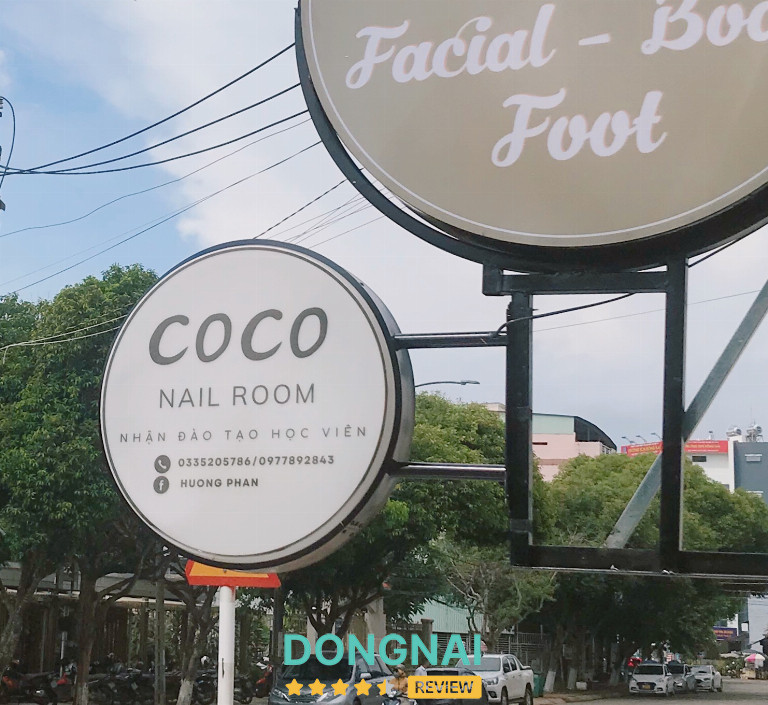 Facial - Bo
Foot
COCO
NAIL ROOM
NHẬN ĐÀO TẠO HỌC VIÊN
0335205786/0977892843
HUONG PHAN
DONGNAI
REVIEW